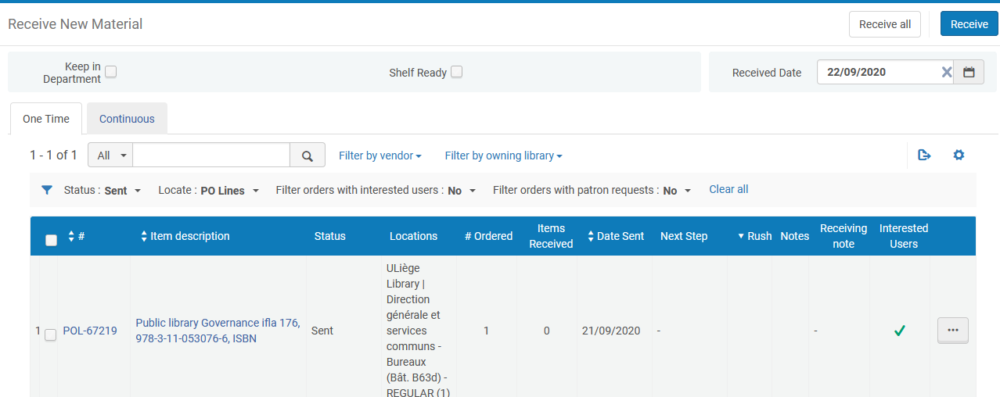 Receive New Material
Receive all
Receive
Keep in
Department
Shelf Ready
Received Date
22/09/2020
One Time
Continuous
1 - 1 of 1
All
Filter by vendor
Filter by owning library
Status : Sent
Locate : PO Lines
Filter orders with interested users : No
Filter orders with patron requests : No
Clear all
#
Item description
Status
Locations
# Ordered
Items
Received
Date Sent
Next Step
Rush
Notes
Receiving
note
Interested
Users
1
POL-67219
Public library Governance ifla 176,
978-3-11-053076-6, ISBN
Sent
ULiège
Library |
Direction
générale et
services
communs -
Bureaux
(Bât. B63d) -
REGULAR (1)
1
0
21/09/2020
-
-